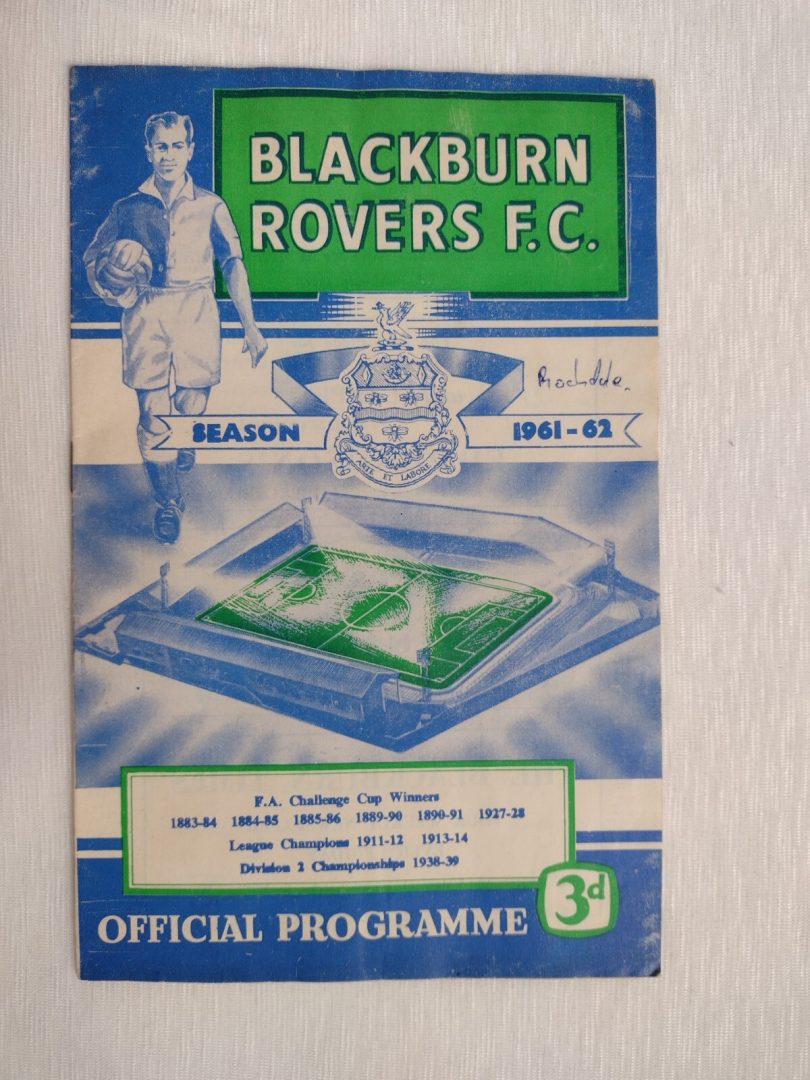 BLACKBURN
ROVERS F.C.
Rochdale.
SEASON 1961-62
ARTE ET LABORE
F.A. Challenge Cup Winners
1883-84 1884-85 1885-86 1889-90 1890-91 1927-28
League Champions 1911-12 1913-14
Division 2 Championships 1938-39
OFFICIAL PROGRAMME
3d